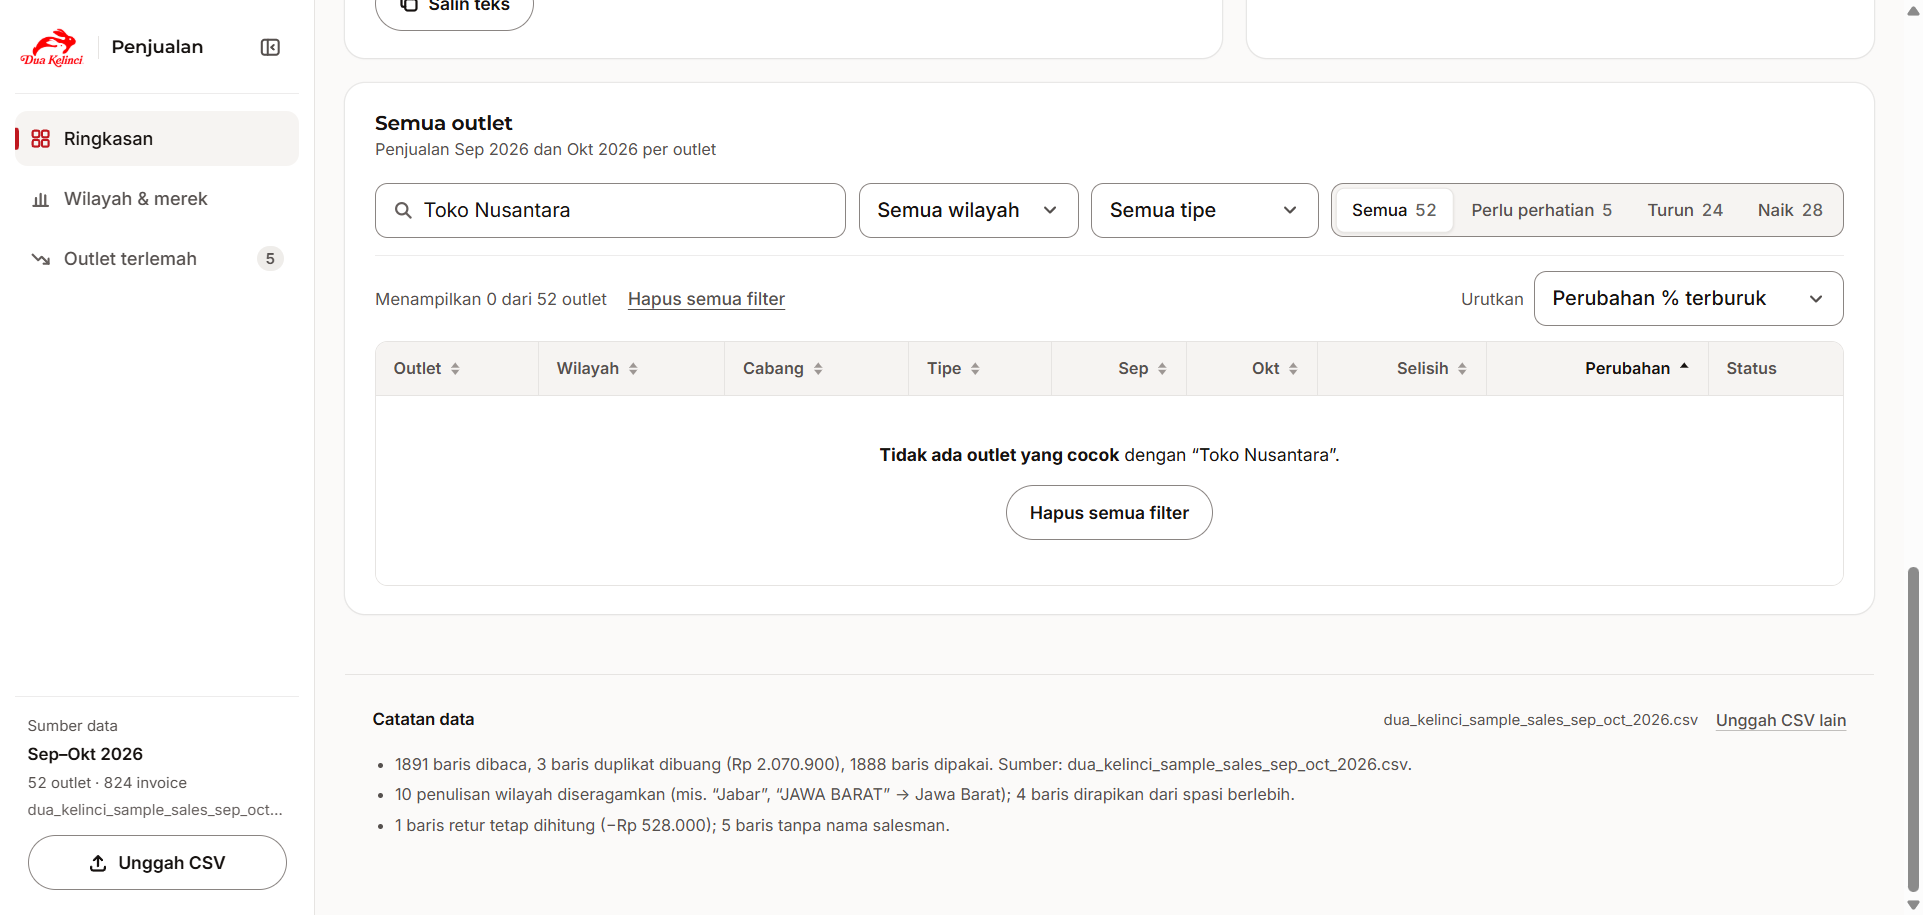 Dua Kelinci
Penjualan
Ringkasan
Wilayah & merek
Outlet terlemah 5
Sumber data
Sep–Okt 2026
52 outlet · 824 invoice
dua_kelinci_sample_sales_sep_oct...
Unggah CSV
Salin teks
Semua outlet
Penjualan Sep 2026 dan Okt 2026 per outlet
Toko Nusantara Semua wilayah Semua tipe Semua 52 Perlu perhatian 5 Turun 24 Naik 28
Menampilkan 0 dari 52 outlet Hapus semua filter Urutkan Perubahan % terburuk
Outlet Wilayah Cabang Tipe Sep Okt Selisih Perubahan Status
Tidak ada outlet yang cocok dengan “Toko Nusantara”.
Hapus semua filter
Catatan data dua_kelinci_sample_sales_sep_oct_2026.csv Unggah CSV lain
• 1891 baris dibaca, 3 baris duplikat dibuang (Rp 2.070.900), 1888 baris dipakai. Sumber: dua_kelinci_sample_sales_sep_oct_2026.csv.
• 10 penulisan wilayah diseragamkan (mis. “Jabar”, “JAWA BARAT” → Jawa Barat); 4 baris dirapikan dari spasi berlebih.
• 1 baris retur tetap dihitung (−Rp 528.000); 5 baris tanpa nama salesman.